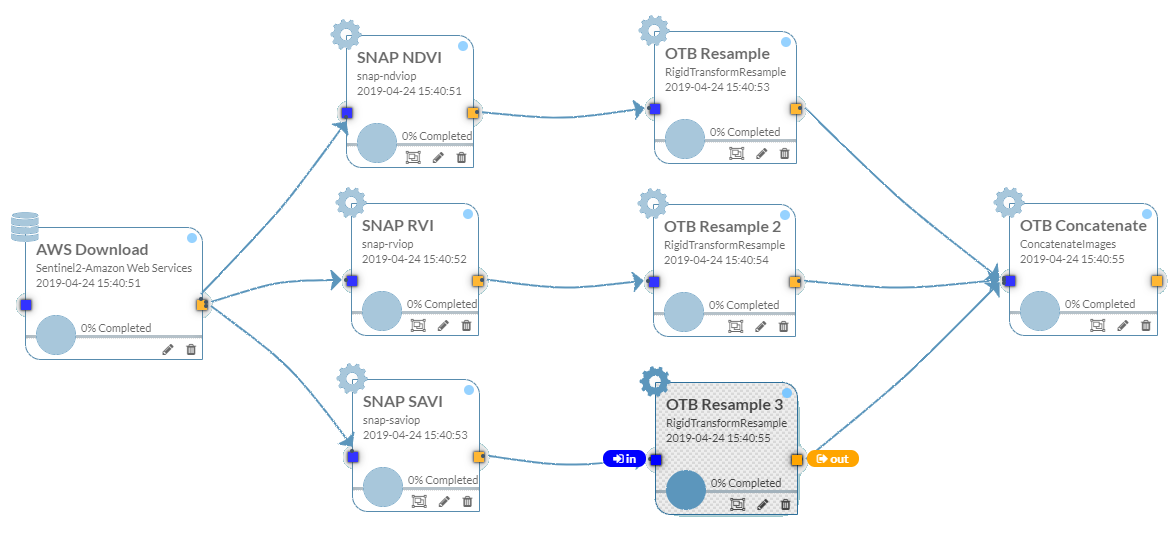 SNAP NDVI
snap-ndviop
2019-04-24 15:40:51
0% Completed
OTB Resample
RigidTransformResample
2019-04-24 15:40:53
0% Completed
AWS Download
Sentinel2-Amazon Web Services
2019-04-24 15:40:51
0% Completed
SNAP RVI
snap-rviop
2019-04-24 15:40:52
0% Completed
OTB Resample 2
RigidTransformResample
2019-04-24 15:40:54
0% Completed
OTB Concatenate
ConcatenateImages
2019-04-24 15:40:55
0% Completed
SNAP SAVI
snap-saviop
2019-04-24 15:40:53
0% Completed
OTB Resample 3
RigidTransformResample
2019-04-24 15:40:55
in
out
0% Completed